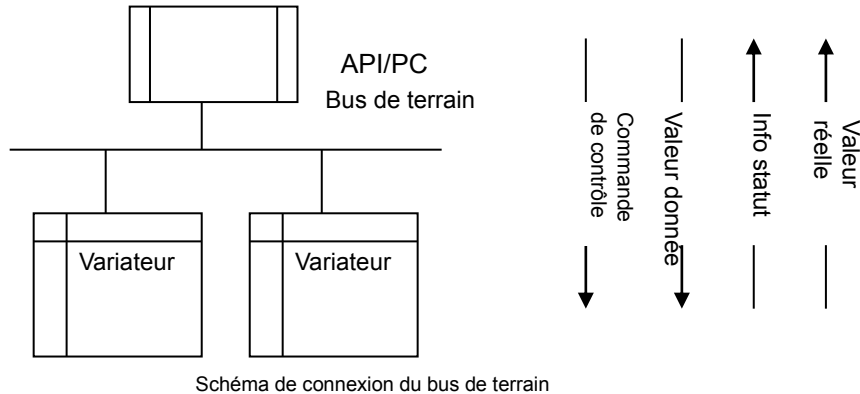 API/PC
Bus de terrain
Variateur
Variateur
Commande
de contrôle
Valeur donnée
Info statut
Valeur
réelle
Schéma de connexion du bus de terrain